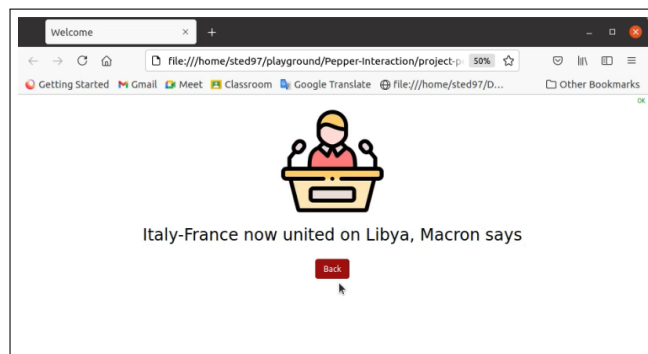 Welcome
file:///home/sted97/playground/Pepper-Interaction/project-p
50%
Getting Started
Gmail
Meet
Classroom
Google Translate
file:///home/sted97/D...
Other Bookmarks
OK
Italy-France now united on Libya, Macron says
Back